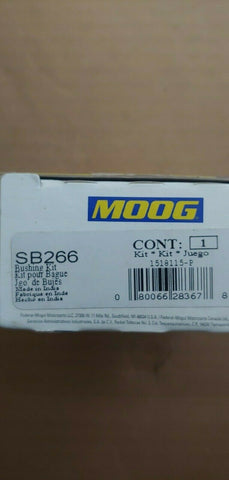 MOOG
SB266
Bushing Kit
Kit pour Bague
Jgo de Bujes
Made in India
Fabrique en Inde
Hecho en India
CONT: 1
Kit * Kit * Juego
1518115-P
0 80066 28367 8